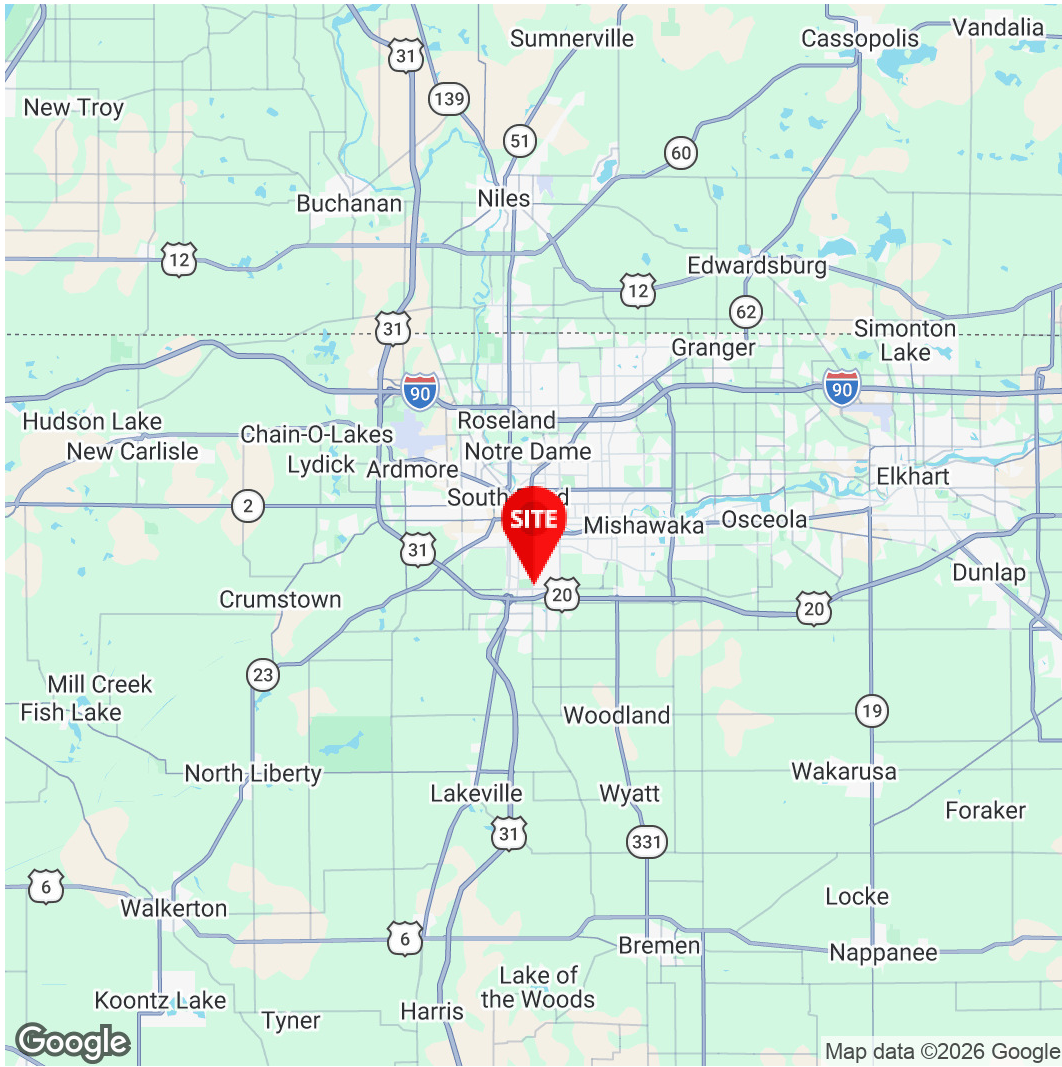 Sumnerville
Cassopolis
Vandalia
31
139
New Troy
51
60
Buchanan
Niles
12
Edwardsburg
12
62
31
Simonton
Lake
Granger
90
90
Hudson Lake
Roseland
Chain-O-Lakes
New Carlisle
Notre Dame
Lydick
Ardmore
Elkhart
South
2
SITE
Mishawaka
Osceola
31
Dunlap
Crumstown
20
20
23
Mill Creek
Fish Lake
Woodland
19
North Liberty
Wakarusa
Lakeville
Wyatt
Foraker
31
331
6
Locke
Walkerton
6
Bremen
Nappanee
Lake of
the Woods
Koontz Lake
Harris
Tyner
Google
Map data ©2026 Google